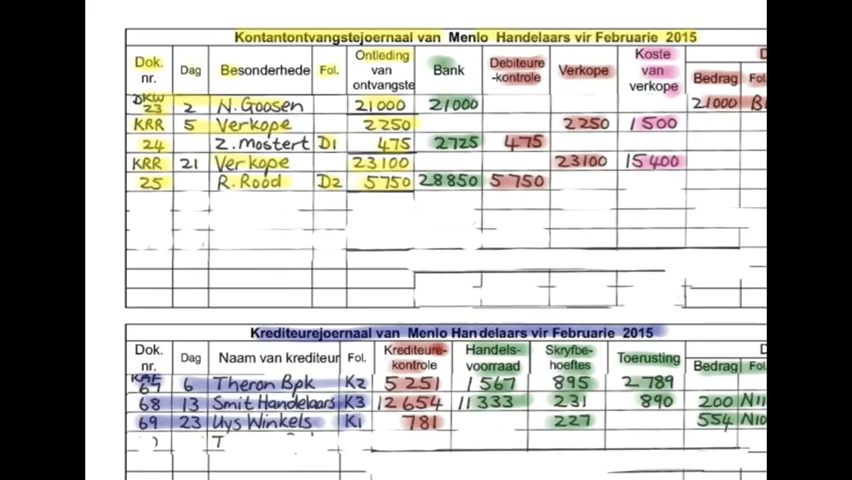 Kontantontvangstejoernaal van Menlo Handelaars vir Februarie 2015
Dok. nr. Dag Besonderhede Fol. Ontleding van ontvangste Bank Debiteure-kontrole Verkope Koste van verkope D
Bedrag Fol.
23 2 N. Goosen 21000 21000 21000 B1
KRR 5 Verkope 2250 2250 1500
24 Z. Mostert D1 475 2725 475
KRR 21 Verkope 23100 23100 15400
25 R. Rood D2 5750 28850 5750
Krediteurejoernaal van Menlo Handelaars vir Februarie 2015
Dok. nr. Dag Naam van krediteur Fol. Krediteure-kontrole Handels-voorraad Skryfbe-hoeftes Toerusting D
Bedrag Fol.
67 6 Theron Bpk K2 5251 1567 895 2789
68 13 Smit Handelaars K3 12654 11333 231 890 200 N11
69 23 Uys Winkels K1 781 227 554 N10